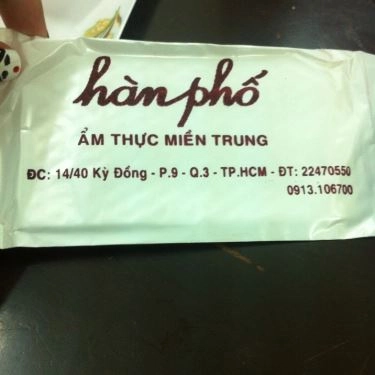 hàn phố
ẨM THỰC MIỀN TRUNG
ĐC: 14/40 Kỳ Đồng - P.9 - Q.3 - TP.HCM - ĐT: 22470550
0913.106700